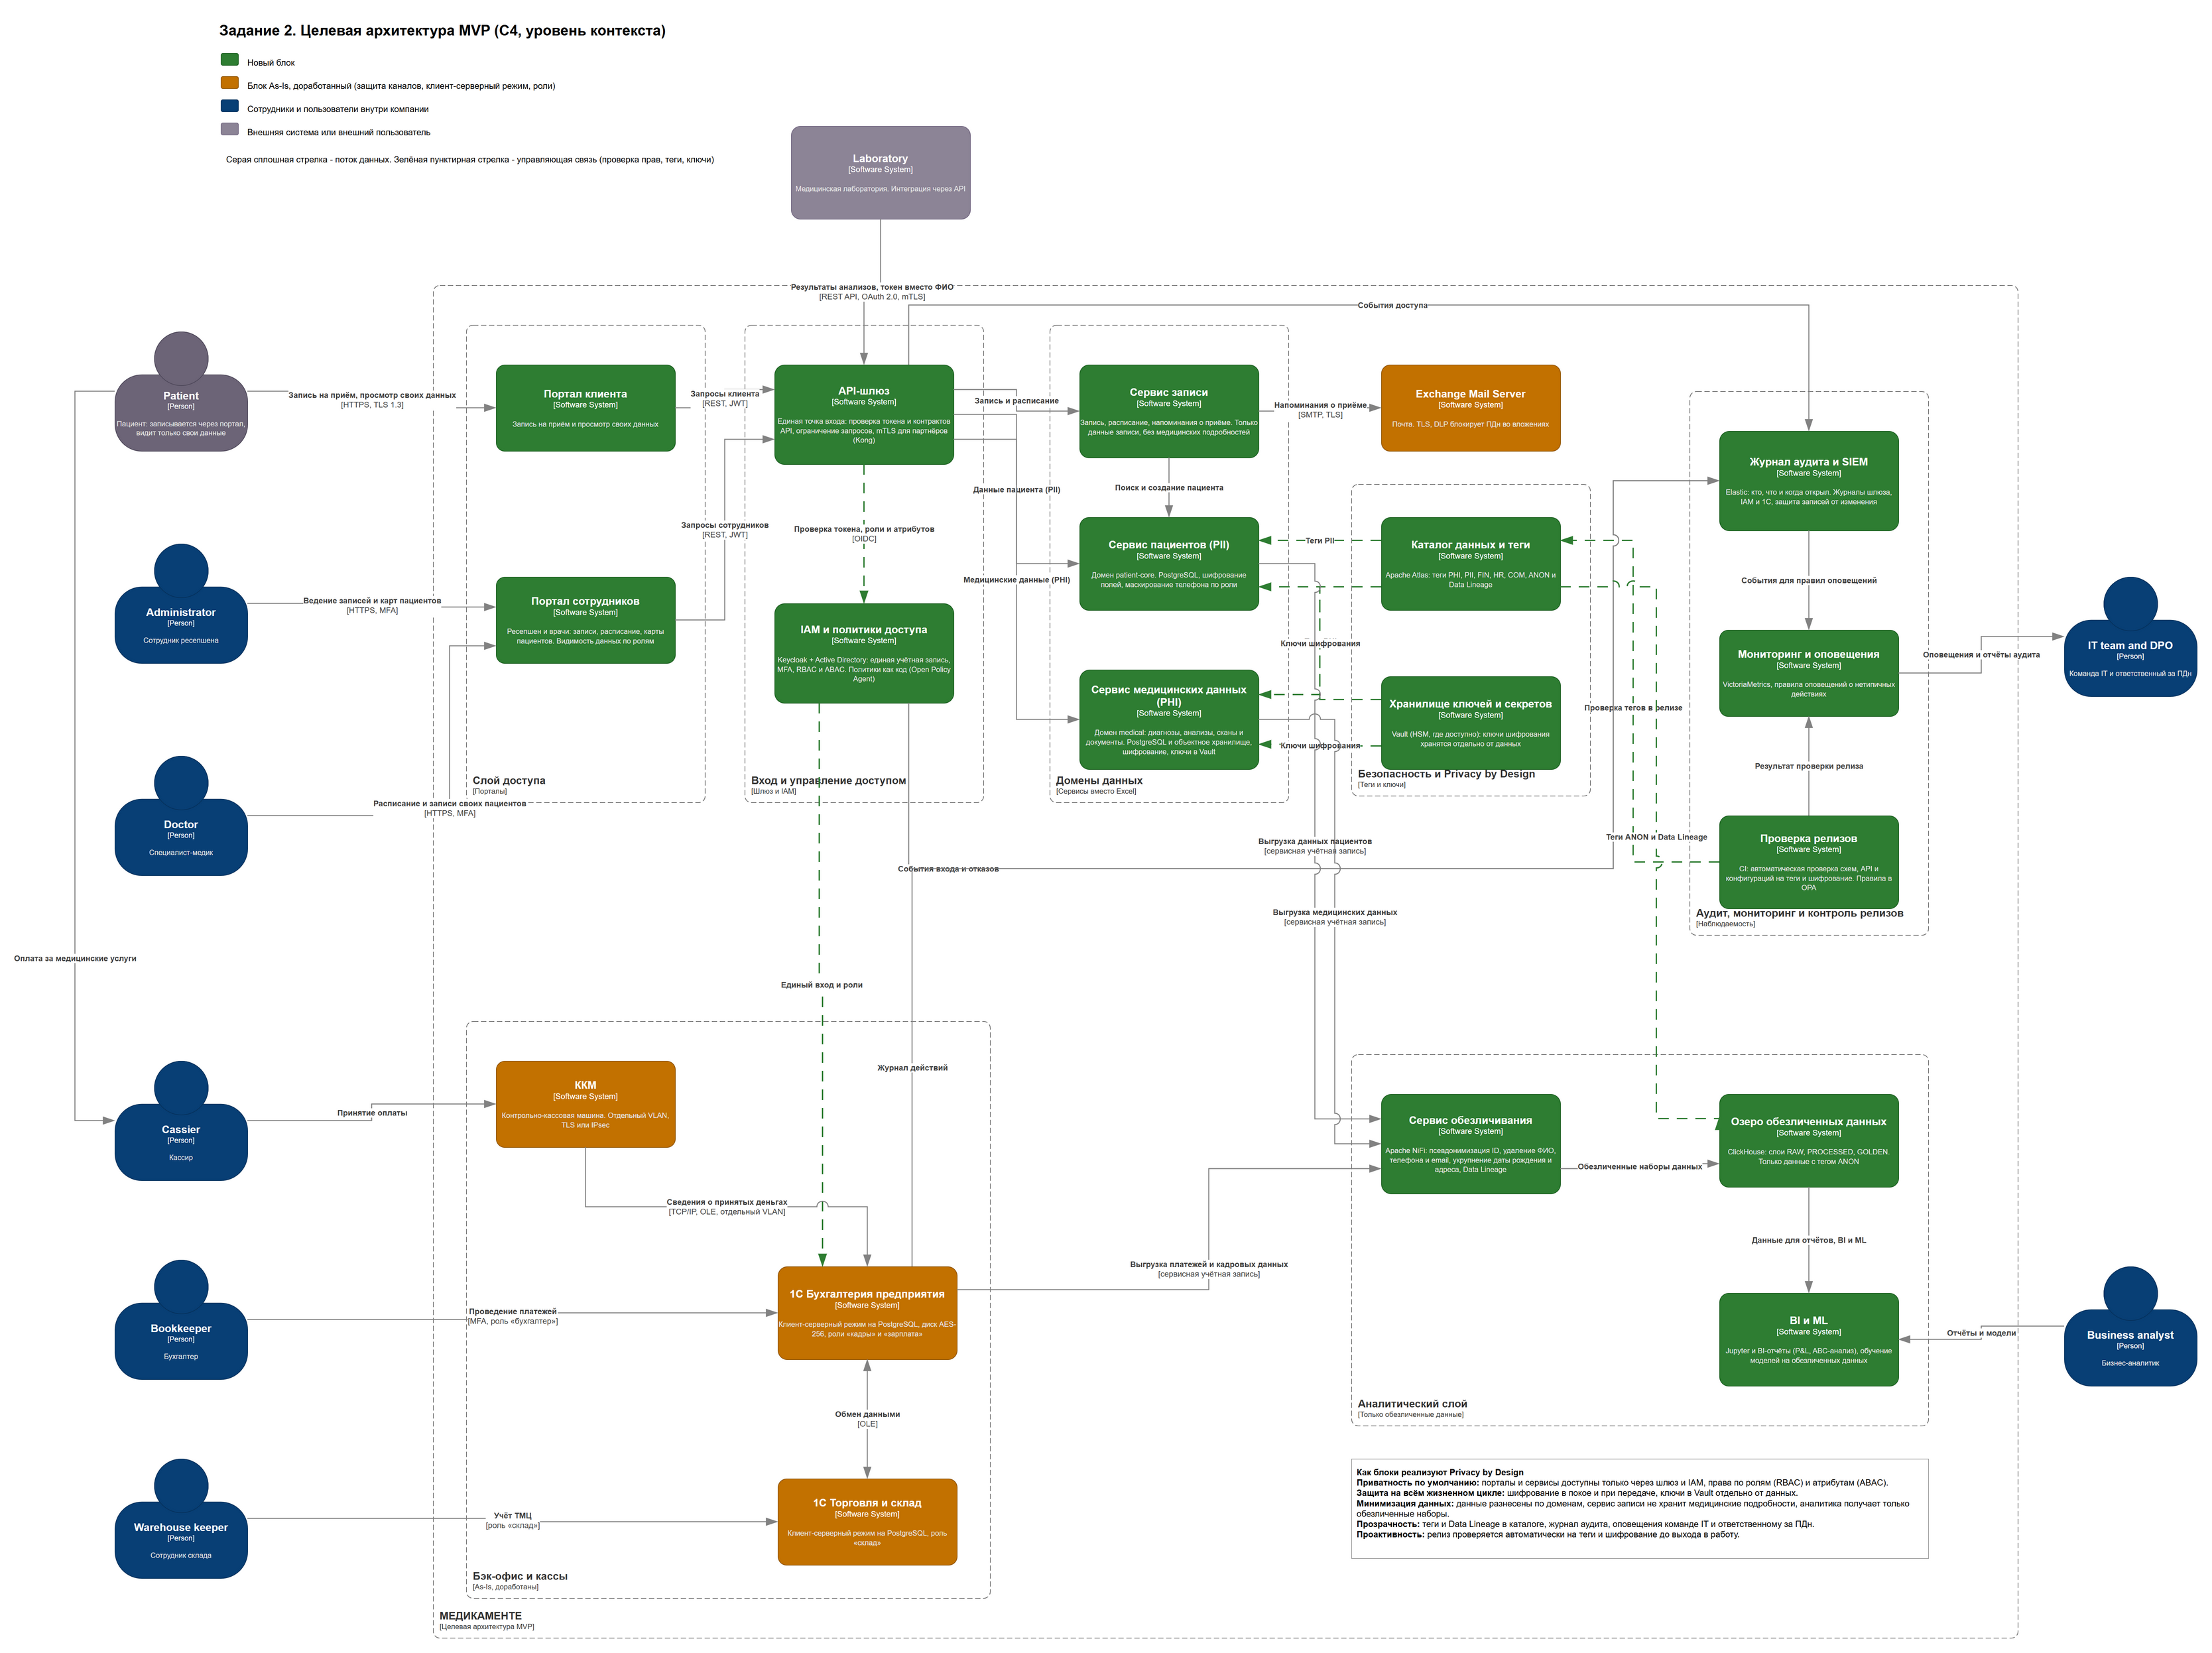 Задание 2. Целевая архитектура MVP (C4, уровень контекста)
Новый блок
Блок As-Is, доработанный (защита каналов, клиент-серверный режим, роли)
Сотрудники и пользователи внутри компании
Внешняя система или внешний пользователь
Серая сплошная стрелка - поток данных. Зелёная пунктирная стрелка - управляющая связь (проверка прав, теги, ключи)
Laboratory
[Software System]
Медицинская лаборатория. Интеграция через API
Результаты анализов, токен вместо ФИО
[REST API, OAuth 2.0, mTLS]
События доступа
Patient
[Person]
Пациент: записывается через портал,
видит только свои данные
Запись на приём, просмотр своих данных
[HTTPS, TLS 1.3]
Портал клиента
[Software System]
Запись на приём и просмотр своих данных
Запросы клиента
[REST, JWT]
API-шлюз
[Software System]
Единая точка входа: проверка токена и контрактов
API, ограничение запросов, mTLS для партнёров
(Kong)
Запись и расписание
Сервис записи
[Software System]
Запись, расписание, напоминания о приёме. Только
данные записи, без медицинских подробностей
Напоминания о приёме
[SMTP, TLS]
Exchange Mail Server
[Software System]
Почта. TLS, DLP блокирует ПДн во вложениях
Журнал аудита и SIEM
[Software System]
Elastic: кто, что и когда открыл. Журналы шлюза,
IAM и 1С, защита записей от изменения
Данные пациента (PII)
Поиск и создание пациента
Запросы сотрудников
[REST, JWT]
Проверка токена, роли и атрибутов
[OIDC]
Сервис пациентов (PII)
[Software System]
Домен patient-core. PostgreSQL, шифрование
полей, маскирование телефона по роли
Теги PII
Каталог данных и теги
[Software System]
Apache Atlas: теги PHI, PII, FIN, HR, COM, ANON и
Data Lineage
События для правил оповещений
Медицинские данные (PHI)
Administrator
[Person]
Сотрудник ресепшена
Ведение записей и карт пациентов
[HTTPS, MFA]
Портал сотрудников
[Software System]
Ресепшен и врачи: записи, расписание, карты
пациентов. Видимость данных по ролям
IAM и политики доступа
[Software System]
Keycloak + Active Directory: единая учётная запись,
MFA, RBAC и ABAC. Политики как код (Open Policy
Agent)
Ключи шифрования
Мониторинг и оповещения
[Software System]
VictoriaMetrics, правила оповещений о нетипичных
действиях
Оповещения и отчёты аудита
IT team and DPO
[Person]
Команда IT и ответственный за ПДн
Сервис медицинских данных
(PHI)
[Software System]
Домен medical: диагнозы, анализы, сканы и
документы. PostgreSQL и объектное хранилище,
шифрование, ключи в Vault
Ключи шифрования
Хранилище ключей и секретов
[Software System]
Vault (HSM, где доступно): ключи шифрования
хранятся отдельно от данных
Проверка тегов в релизе
Результат проверки релиза
Слой доступа
[Порталы]
Вход и управление доступом
[Шлюз и IAM]
Домены данных
[Сервисы вместо Excel]
Безопасность и Privacy by Design
[Теги и ключи]
Doctor
[Person]
Специалист-медик
Расписание и записи своих пациентов
[HTTPS, MFA]
Выгрузка данных пациентов
[сервисная учётная запись]
Теги ANON и Data Lineage
Проверка релизов
[Software System]
CI: автоматическая проверка схем, API и
конфигураций на теги и шифрование. Правила в
OPA
События входа и отказов
Выгрузка медицинских данных
[сервисная учётная запись]
Аудит, мониторинг и контроль релизов
[Наблюдаемость]
Оплата за медицинские услуги
Единый вход и роли
Журнал действий
Cassier
[Person]
Кассир
Принятие оплаты
ККМ
[Software System]
Контрольно-кассовая машина. Отдельный VLAN,
TLS или IPsec
Сведения о принятых деньгах
[TCP/IP, OLE, отдельный VLAN]
Сервис обезличивания
[Software System]
Apache NiFi: псевдонимизация ID, удаление ФИО,
телефона и email, укрупнение даты рождения и
адреса, Data Lineage
Обезличенные наборы данных
Озеро обезличенных данных
[Software System]
ClickHouse: слои RAW, PROCESSED, GOLDEN.
Только данные с тегом ANON
Данные для отчётов, BI и ML
Выгрузка платежей и кадровых данных
[сервисная учётная запись]
Bookkeeper
[Person]
Бухгалтер
Проведение платежей
[MFA, роль «бухгалтер»]
1С Бухгалтерия предприятия
[Software System]
Клиент-серверный режим на PostgreSQL, диск AES-
256, роли «кадры» и «зарплата»
BI и ML
[Software System]
Jupyter и BI-отчёты (P&L, ABC-анализ), обучение
моделей на обезличенных данных
Отчёты и модели
Business analyst
[Person]
Бизнес-аналитик
Обмен данными
[OLE]
Аналитический слой
[Только обезличенные данные]
Warehouse keeper
[Person]
Сотрудник склада
Учёт ТМЦ
[роль «склад»]
1С Торговля и склад
[Software System]
Клиент-серверный режим на PostgreSQL, роль
«склад»
Как блоки реализуют Privacy by Design
Приватность по умолчанию: порталы и сервисы доступны только через шлюз и IAM, права по ролям (RBAC) и атрибутам (ABAC).
Защита на всём жизненном цикле: шифрование в покое и при передаче, ключи в Vault отдельно от данных.
Минимизация данных: данные разнесены по доменам, сервис записи не хранит медицинские подробности, аналитика получает только
обезличенные наборы.
Прозрачность: теги и Data Lineage в каталоге, журнал аудита, оповещения команде IT и ответственному за ПДн.
Проактивность: релиз проверяется автоматически на теги и шифрование до выхода в работу.
Бэк-офис и кассы
[As-Is, доработаны]
МЕДИКАМЕНТЕ
[Целевая архитектура MVP]